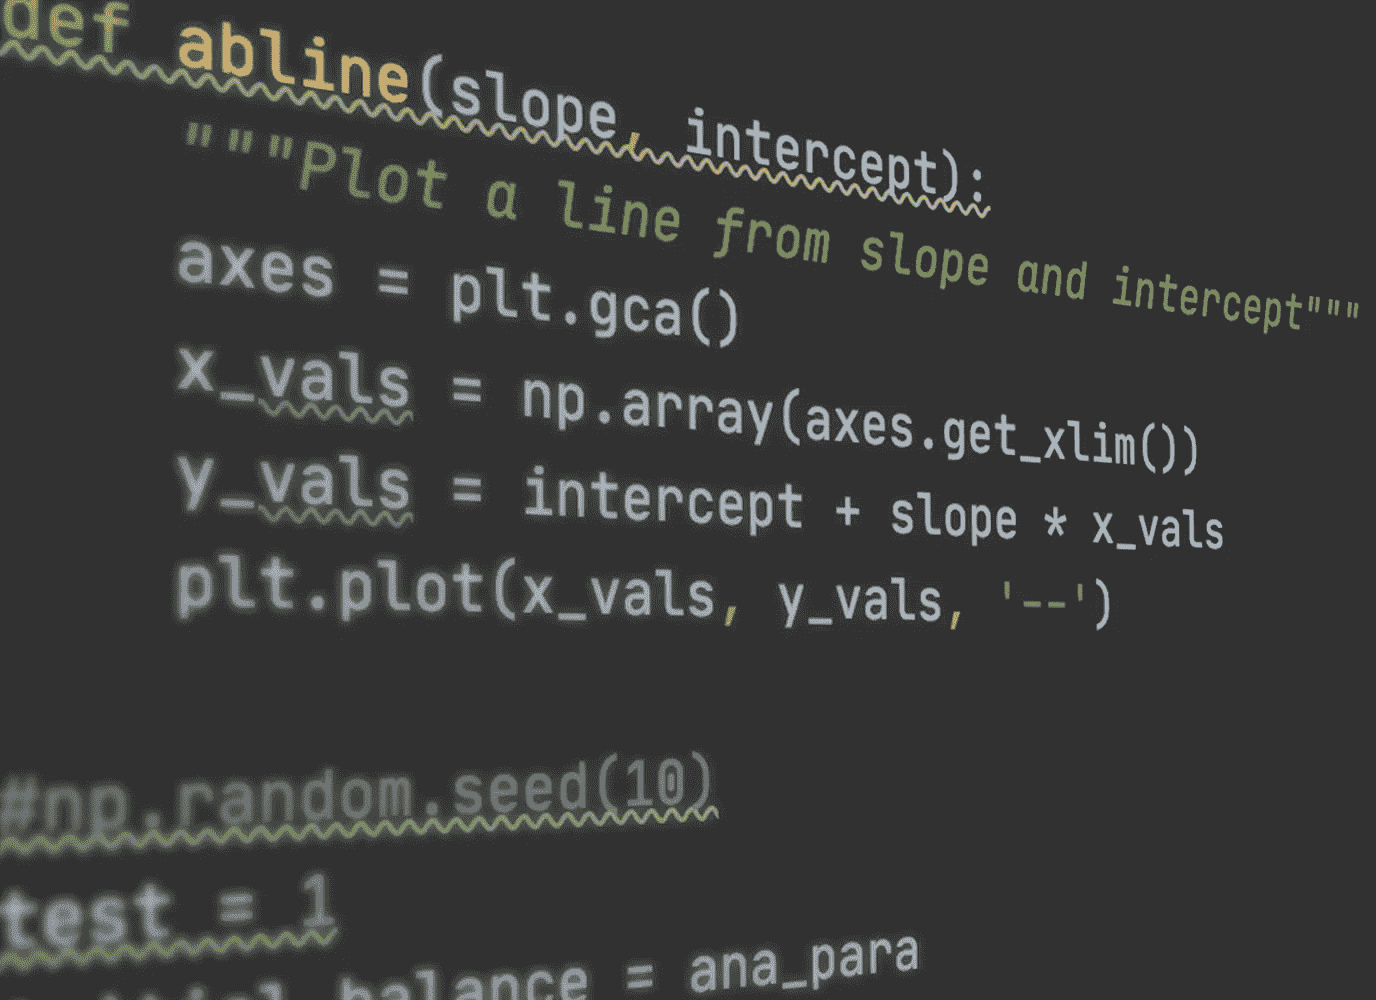 def abline(slope, intercept):
"""Plot a line from slope and intercept"""
axes = plt.gca()
x_vals = np.array(axes.get_xlim())
y_vals = intercept + slope * x_vals
plt.plot(x_vals, y_vals, '--')
#np.random.seed(10)
test = 1
balance = ana_para